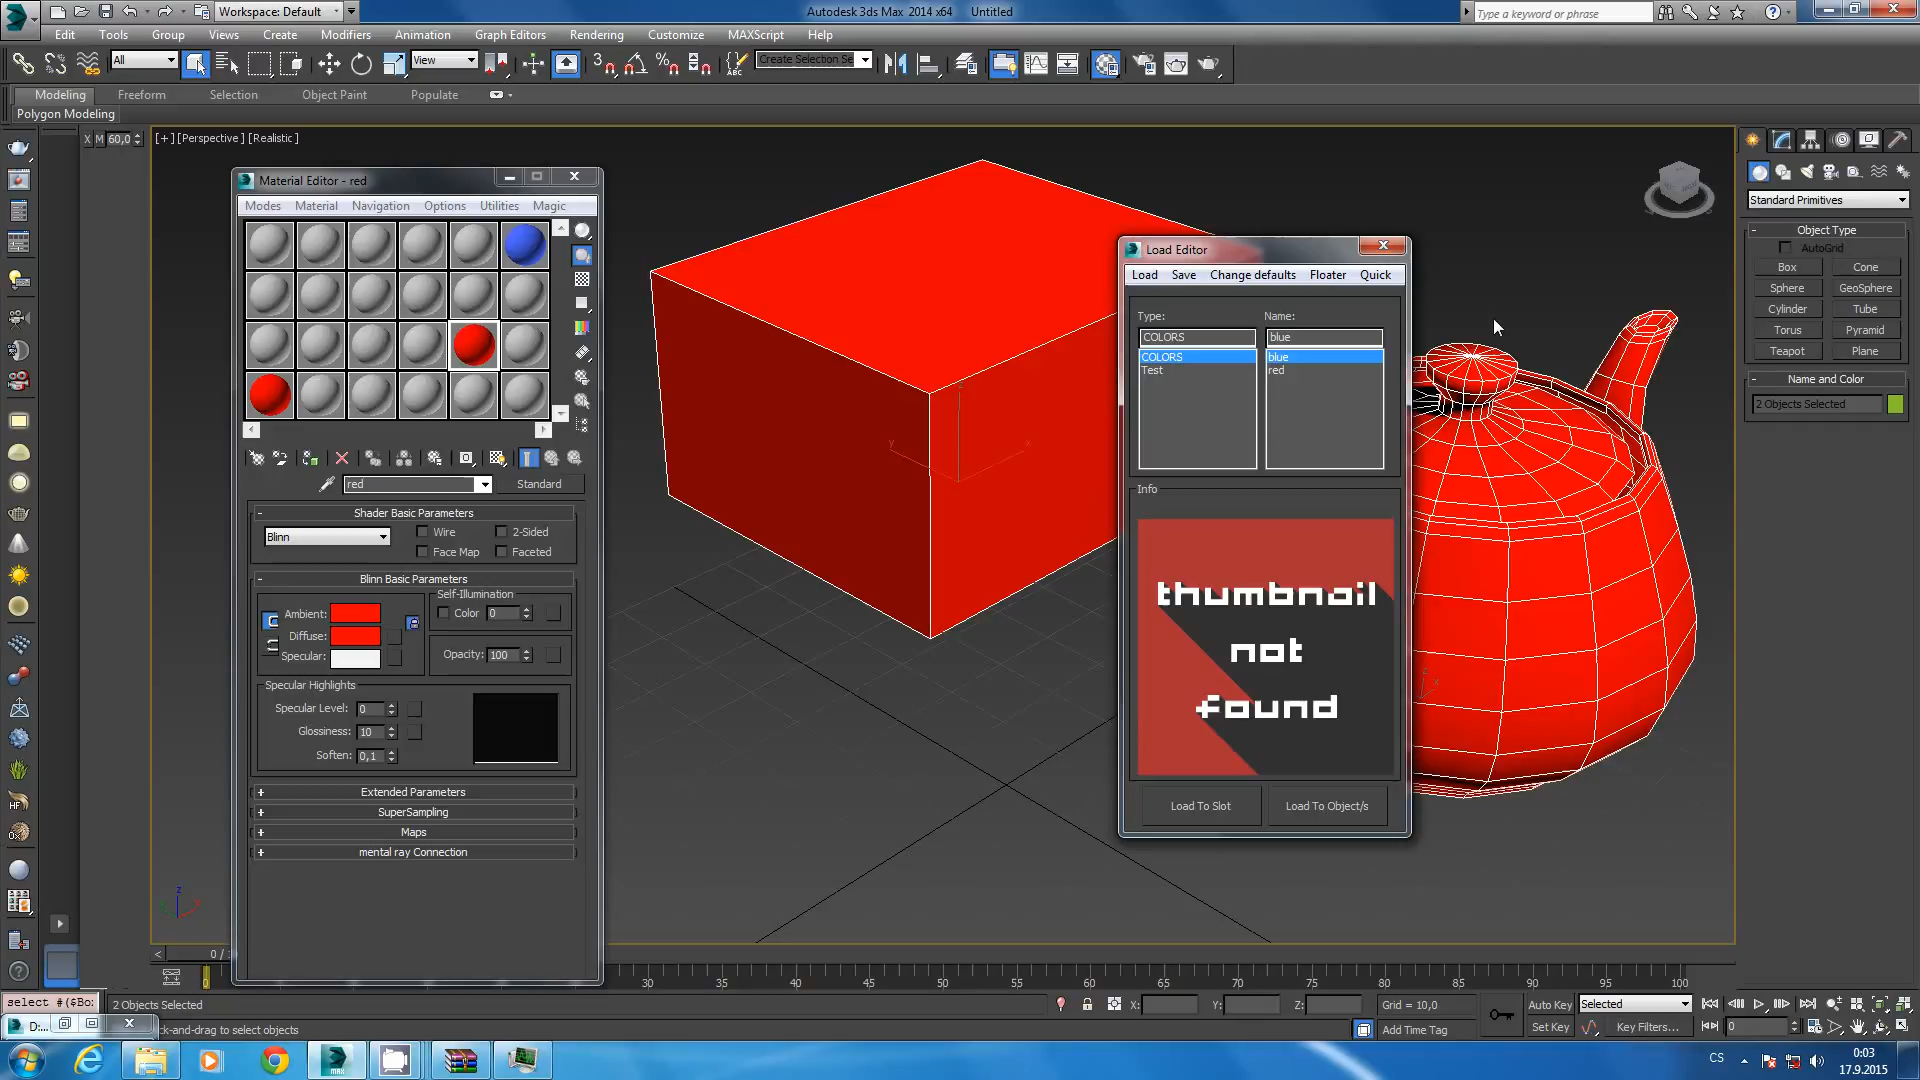 Workspace: Default
Autodesk 3ds Max 2014 x64 Untitled
Type a keyword or phrase
Edit Tools Group Views Create Modifiers Animation Graph Editors Rendering Customize MAXScript Help
All
View
3
Create Selection Se
Modeling Freeform Selection Object Paint Populate
Polygon Modeling
X M 60,0
[+][Perspective][Realistic]
Material Editor - red
Modes Material Navigation Options Utilities Magic
red
Standard
- Shader Basic Parameters
Blinn
Wire 2-Sided
Face Map Faceted
- Blinn Basic Parameters
Self-Illumination
Ambient:
Color 0
Diffuse:
Specular:
Opacity: 100
Specular Highlights
Specular Level: 0
Glossiness: 10
Soften: 0,1
+ Extended Parameters
+ SuperSampling
+ Maps
+ mental ray Connection
Load Editor
Load Save Change defaults Floater Quick
Type: Name:
COLORS blue
COLORS blue
Test red
Info
thumbnail
not
found
Load To Slot Load To Object/s
Standard Primitives
- Object Type
AutoGrid
Box Cone
Sphere GeoSphere
Cylinder Tube
Torus Pyramid
Teapot Plane
- Name and Color
2 Objects Selected
z
y x
HF
< 0 /
0 30 35 40 45 50 55 60 65 70 75 80 85 90 95 100
select #($Bo:
2 Objects Selected
X: Y: Z:
Grid = 10,0
Auto Key
Selected
D:...
ck-and-drag to select objects
Add Time Tag
Set Key
Key Filters...
0
MAX
CS
0:03
17.9.2015